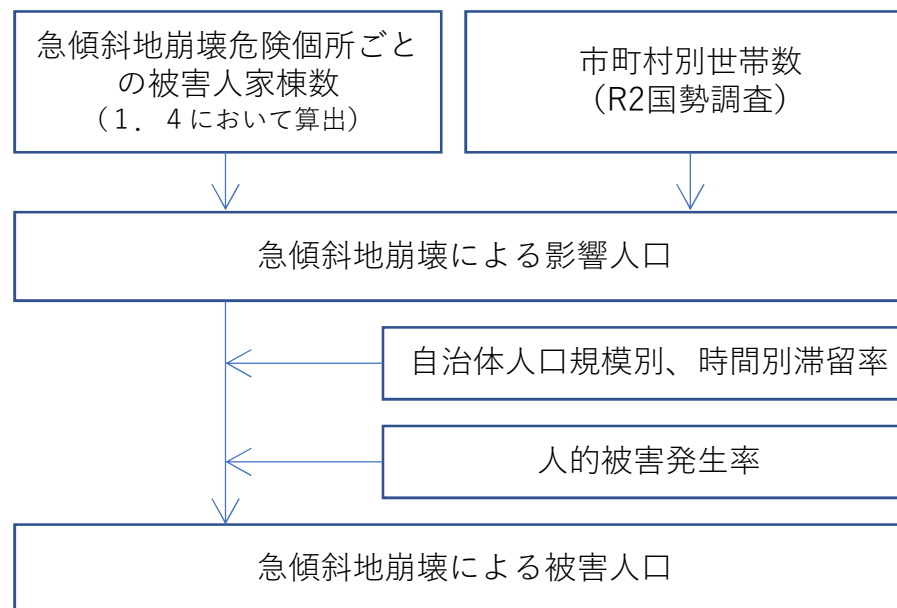 急傾斜地崩壊危険個所ごと
の被害人家棟数
（１．４において算出）
市町村別世帯数
（R2国勢調査）
急傾斜地崩壊による影響人口
自治体人口規模別、時間別滞留率
人的被害発生率
急傾斜地崩壊による被害人口